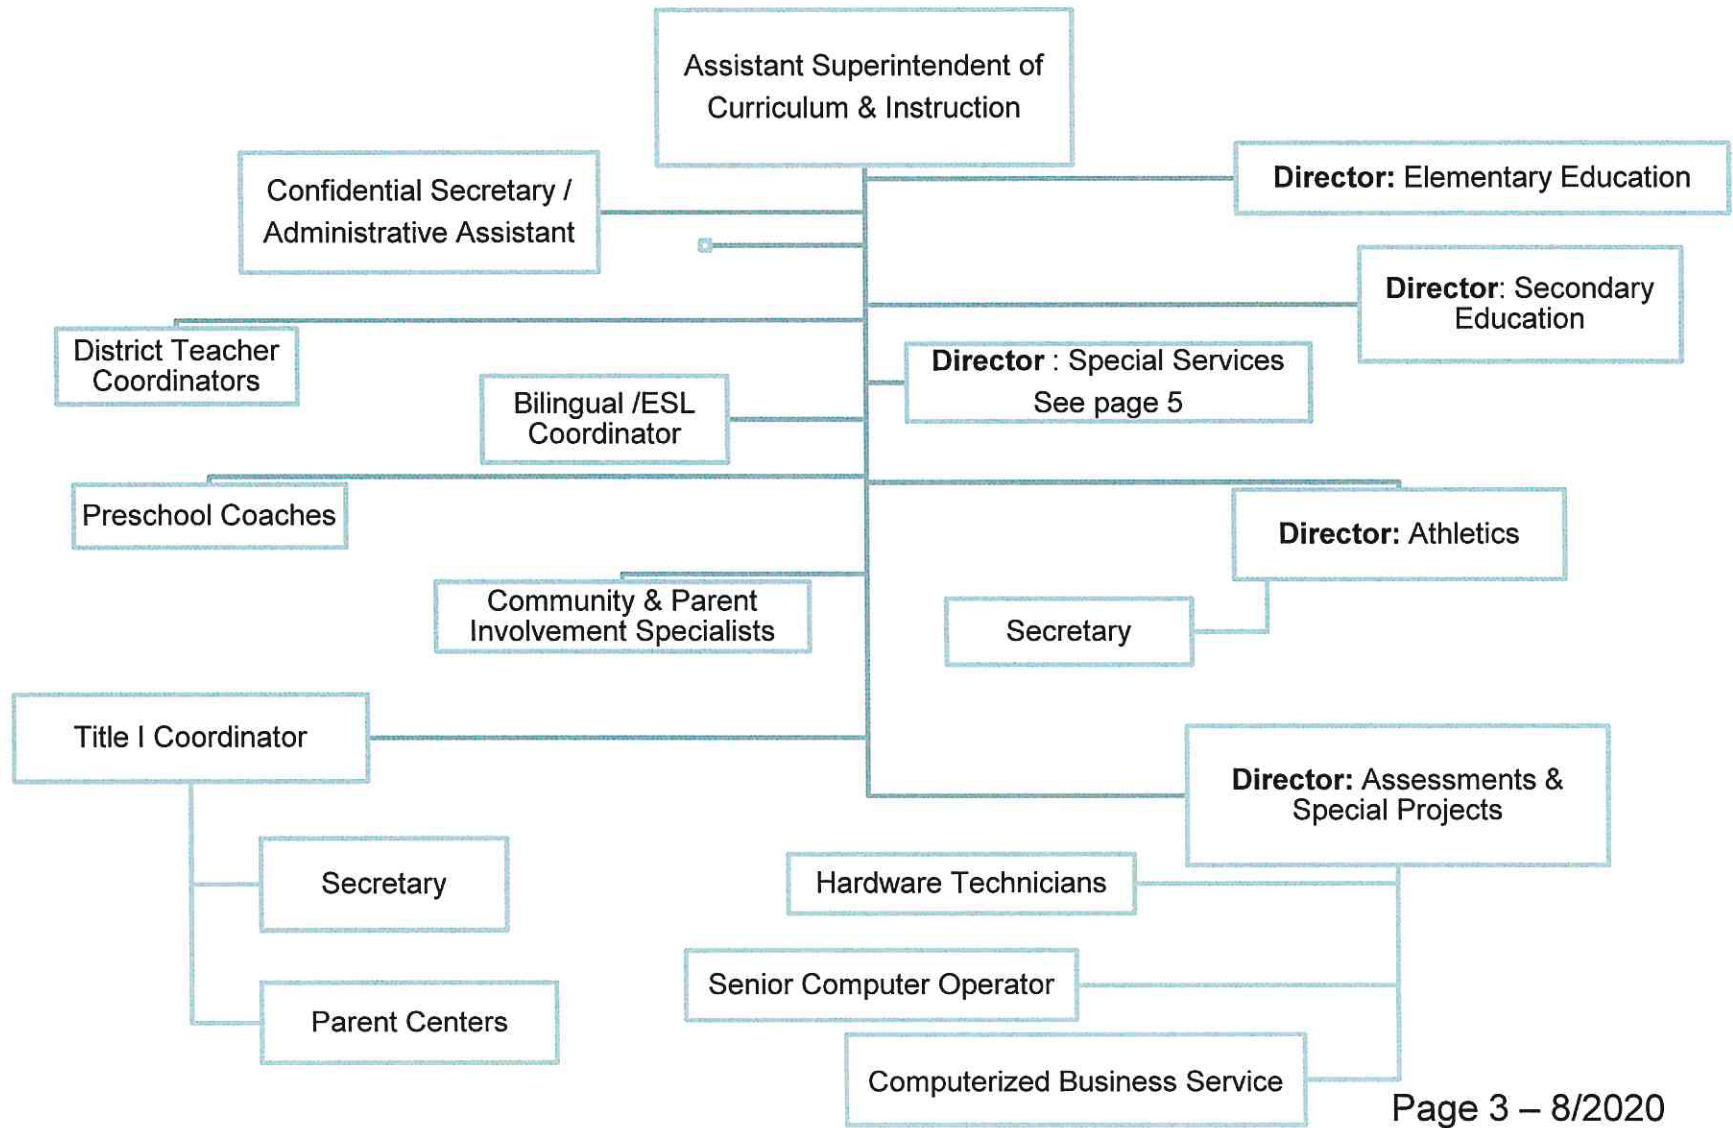 Assistant Superintendent of
Curriculum & Instruction
Confidential Secretary /
Administrative Assistant
Director: Elementary Education
Director: Secondary
Education
District Teacher
Coordinators
Director : Special Services
See page 5
Bilingual /ESL
Coordinator
Preschool Coaches
Director: Athletics
Community & Parent
Involvement Specialists
Secretary
Title I Coordinator
Director: Assessments &
Special Projects
Secretary
Hardware Technicians
Senior Computer Operator
Parent Centers
Computerized Business Service
Page 3 – 8/2020